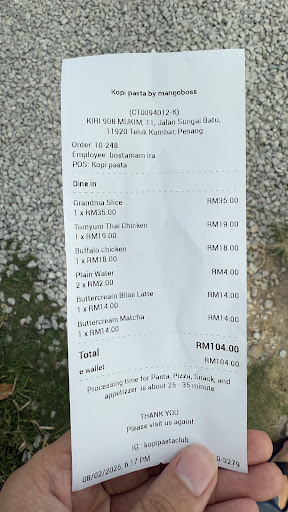 Kopi pasta by mangoboss
(CT0094012-K)
KIRI 908 MUKIM, 11, Jalan Sungai Batu,
11920 Teluk Kumbar, Penang
Order: 10-248
Employee: bostamam ira
POS: Kopi pasta
Dine in
Grandma Slice RM35.00
1 x RM35.00
Tomyum Thai Chicken RM19.00
1 x RM19.00
Buffalo chicken RM18.00
1 x RM18.00
Plain Water RM4.00
2 x RM2.00
Buttercream Bliss Latte RM14.00
1 x RM14.00
Buttercream Matcha RM14.00
1 x RM14.00
Total RM104.00
e wallet RM104.00
Processing time for Pasta, Pizza, Snack, and
appetizer is about 25 - 35 minute
THANK YOU
Please visit us again!
IG : kopipastaclub
08/02/2025, 6:17 PM 0-3279